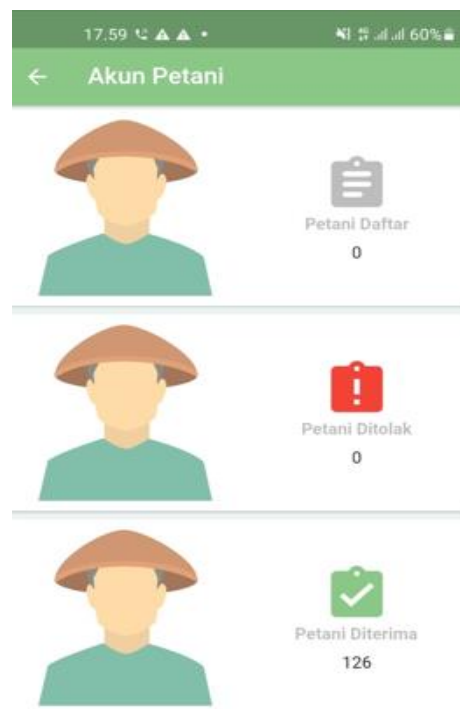 17.59 60%
Akun Petani
Petani Daftar
0
Petani Ditolak
0
Petani Diterima
126